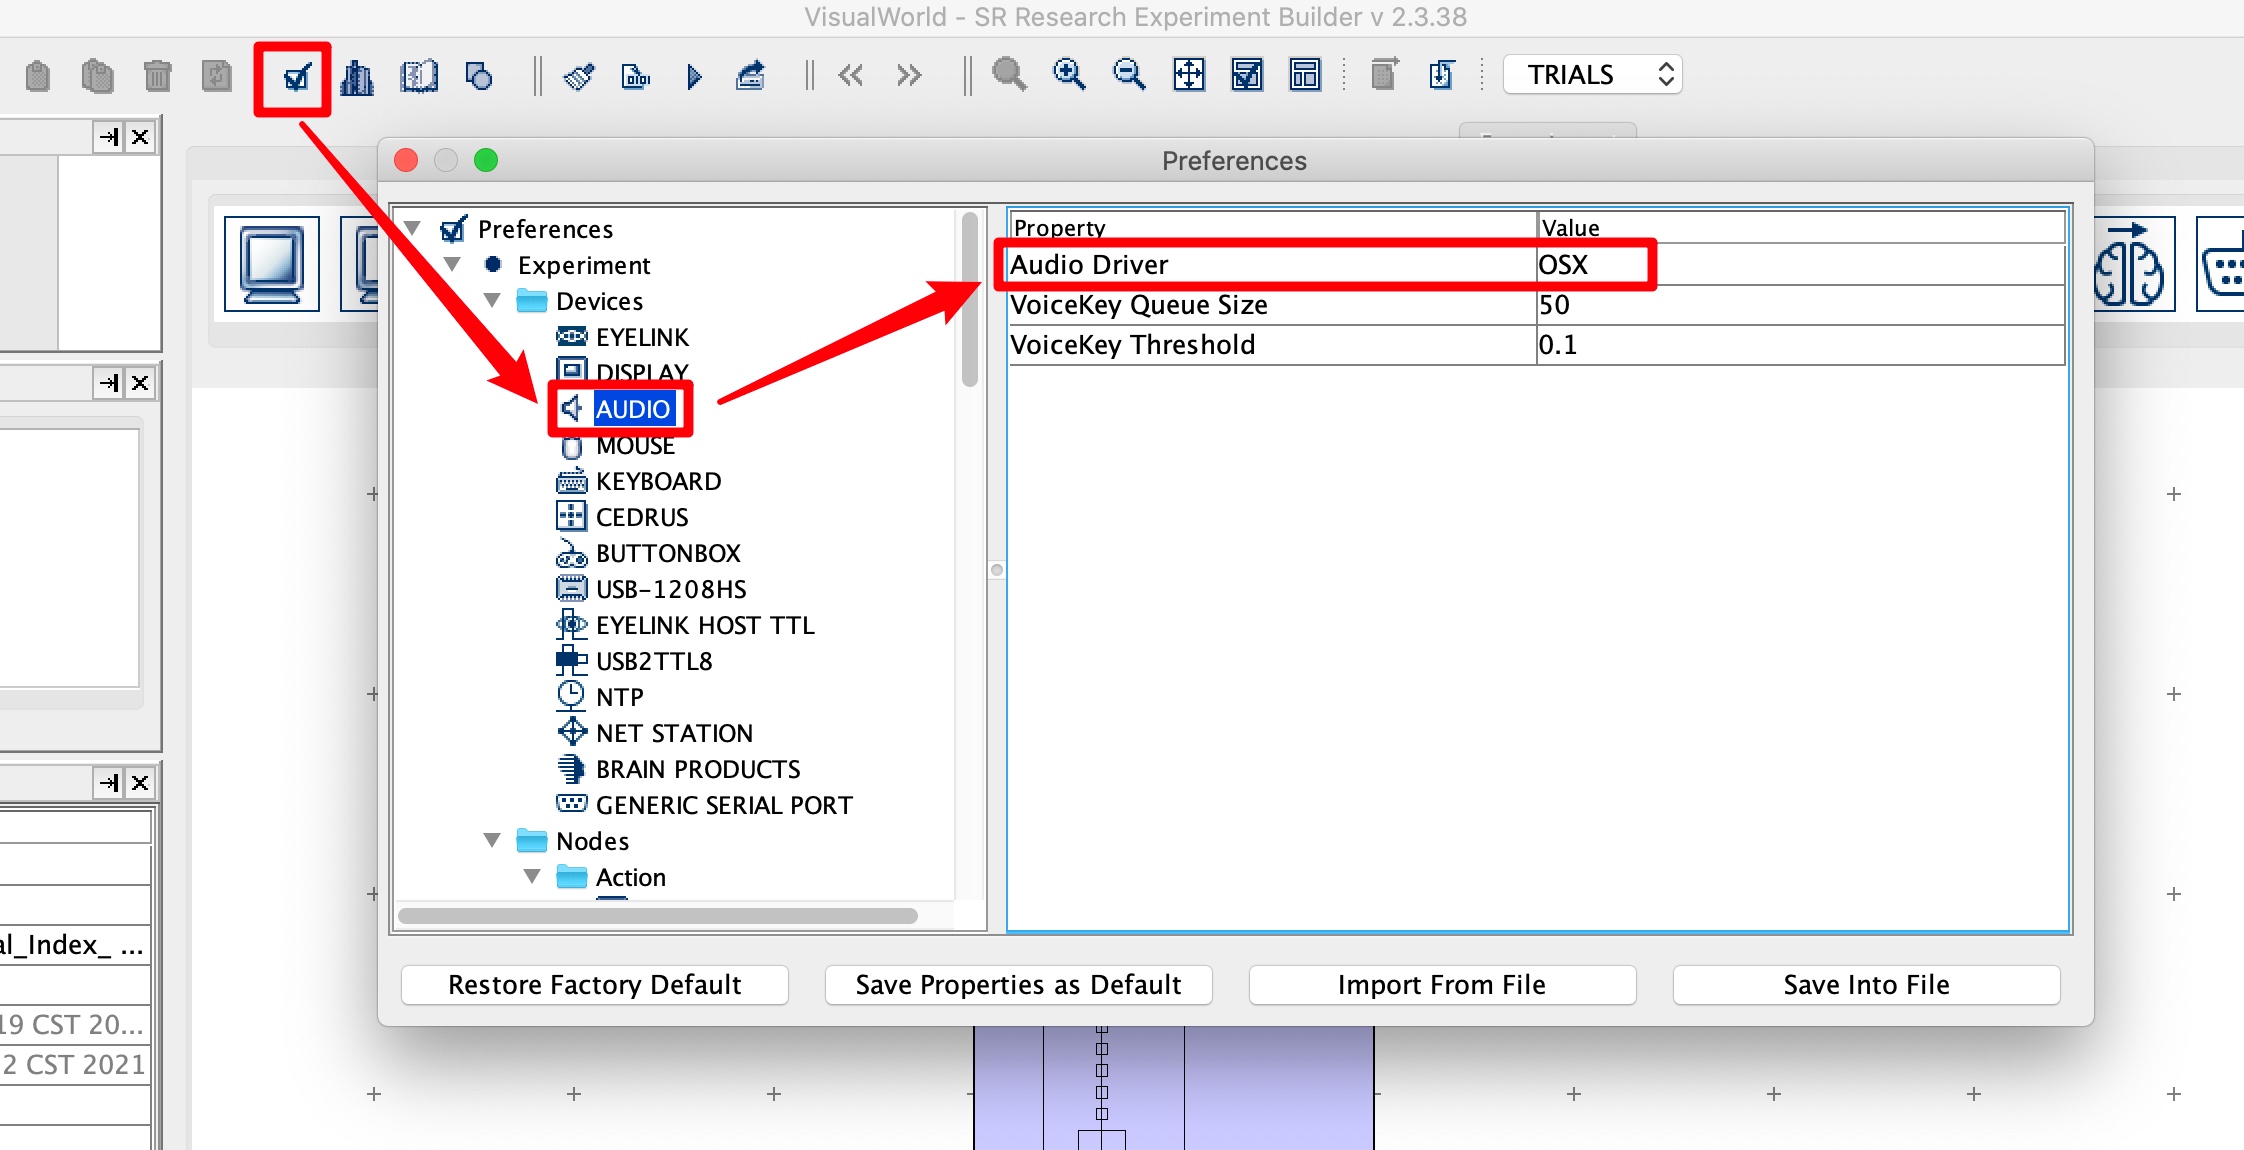 VisualWorld - SR Research Experiment Builder v 2.3.38
TRIALS
Preferences
Preferences
Experiment
Devices
EYELINK
DISPLAY
AUDIO
MOUSE
KEYBOARD
CEDRUS
BUTTONBOX
USB-1208HS
EYELINK HOST TTL
USB2TTL8
NTP
NET STATION
BRAIN PRODUCTS
GENERIC SERIAL PORT
Nodes
Action
Property Value
Audio Driver OSX
VoiceKey Queue Size 50
VoiceKey Threshold 0.1
al_Index_ ...
19 CST 20...
2 CST 2021
Restore Factory Default
Save Properties as Default
Import From File
Save Into File